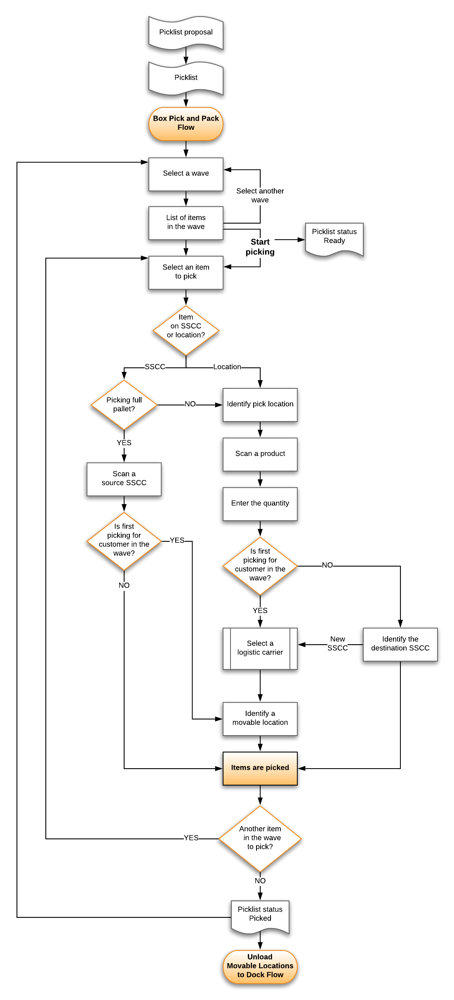 Picklist proposal
Picklist
Box Pick and Pack
Flow
Select a wave
Select another
wave
List of items
in the wave
Start
picking
Picklist status
Ready
Select an item
to pick
Item
on SSCC
or location?
SSCC
Location
Picking full
pallet?
NO
Identify pick location
YES
Scan a product
Scan a
source SSCC
Enter the quantity
Is first
picking for
customer in the
wave?
YES
Is first
picking for
customer in the
wave?
NO
NO
YES
Select a
logistic carrier
New
SSCC
Identify the
destination SSCC
Identify a
movable location
Items are picked
Another item
in the wave
to pick?
YES
NO
Picklist status
Picked
Unload
Movable Locations
to Dock Flow